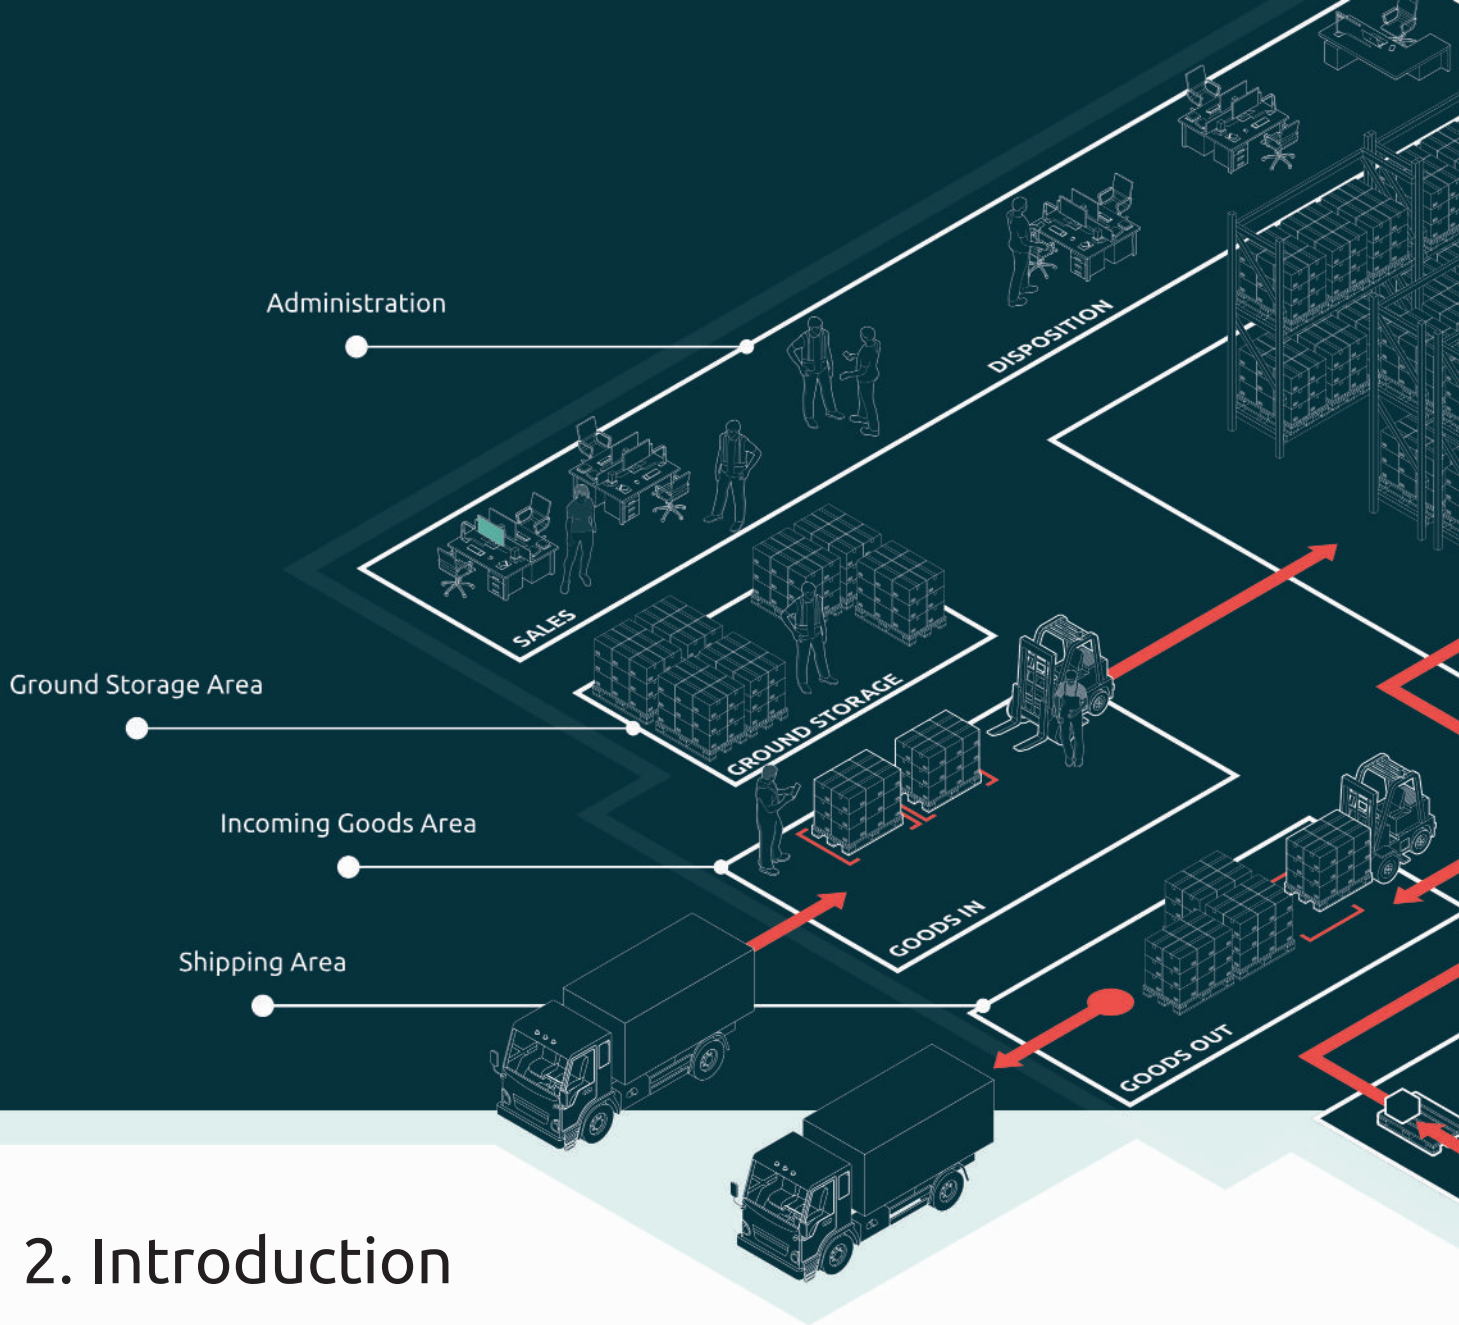 Administration
DISPOSITION
SALES
Ground Storage Area
GROUND STORAGE
Incoming Goods Area
GOODS IN
Shipping Area
GOODS OUT
2. Introduction